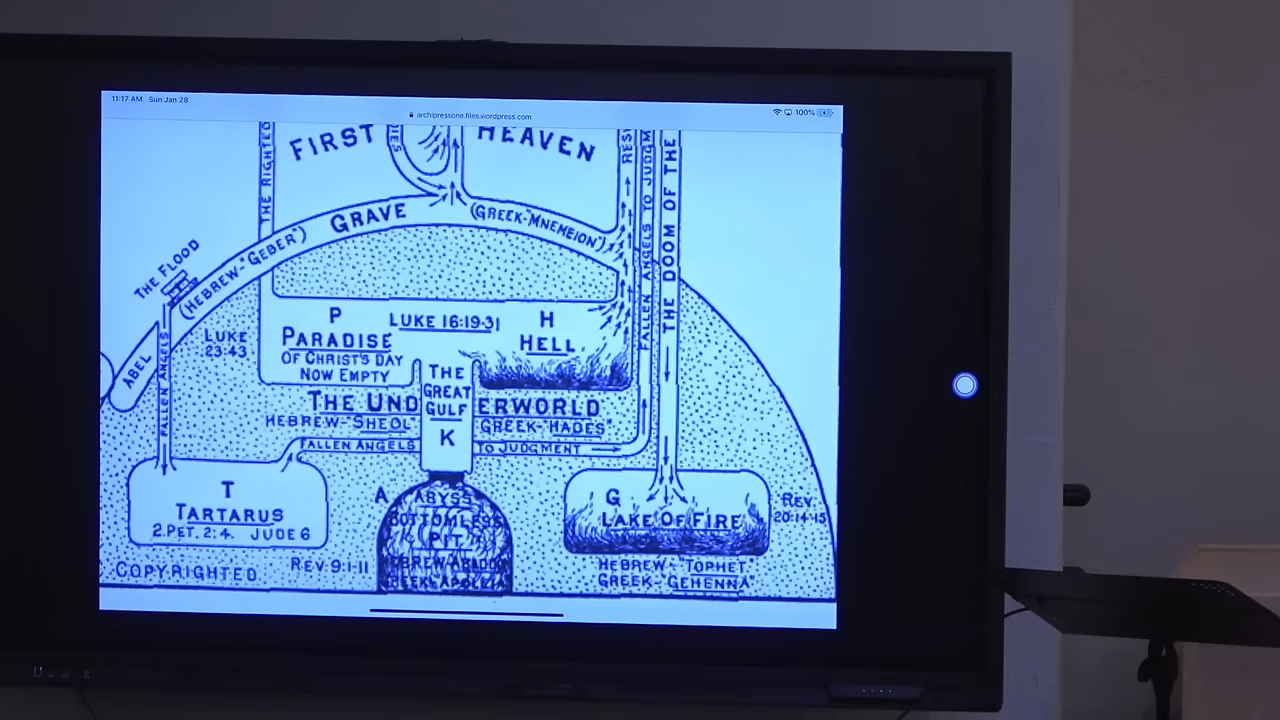 11:17 AM Sun Jan 28
archipressone.files.wordpress.com
100%
FIRST HEAVEN
THE RIGHTEO
GRAVE
(HEBREW-"GEBER")
(GREEK-"MNEMEION")
FALLEN ANGELS TO JUDGM
THE DOOM OF THE
THE FLOOD
ABEL
FALLEN ANGELS
LUKE
23:43
P
PARADISE
OF CHRIST'S DAY
NOW EMPTY
LUKE 16:19-31
H
HELL
THE
GREAT
GULF
K
THE UNDERWORLD
HEBREW-"SHEOL"
GREEK-"HADES"
FALLEN ANGELS TO JUDGMENT
T
TARTARUS
2.PET. 2:4. JUDE 6
A
ABYSS
BOTTOMLESS
PIT
REV. 9:1-11
G
LAKE OF FIRE
REV.
20:14-15
HEBREW-"TOPHET"
GREEK-"GEHENNA"
COPYRIGHTED